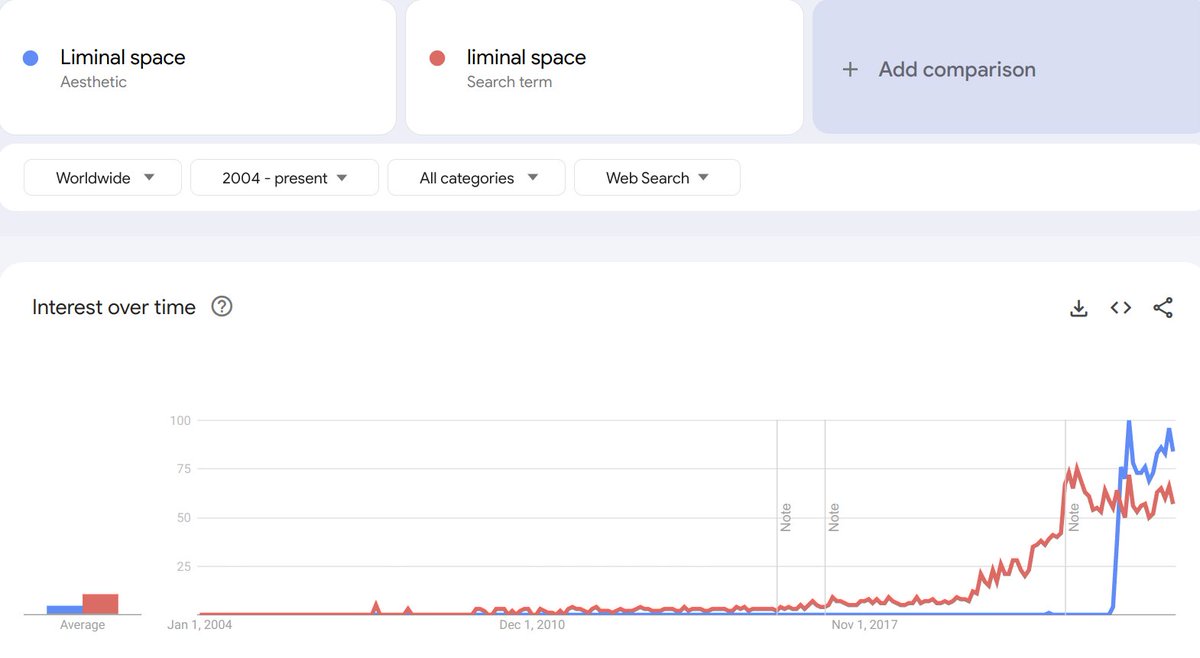 Liminal space
Aesthetic
liminal space
Search term
+ Add comparison
Worldwide
2004 - present
All categories
Web Search
Interest over time
?
100
75
50
25
Note
Note
Note
Average
Jan 1, 2004
Dec 1, 2010
Nov 1, 2017